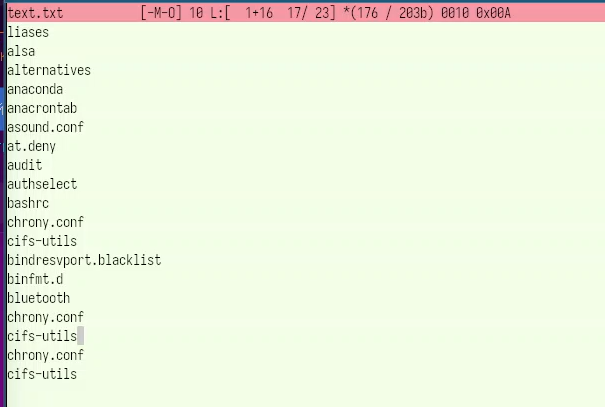 text.txt [-M-O] 10 L:[ 1+16 17/ 23] *(176 / 203b) 0010 0x00A
liases
alsa
alternatives
anaconda
anacrontab
asound.conf
at.deny
audit
authselect
bashrc
chrony.conf
cifs-utils
bindresvport.blacklist
binfmt.d
bluetooth
chrony.conf
cifs-utils
chrony.conf
cifs-utils